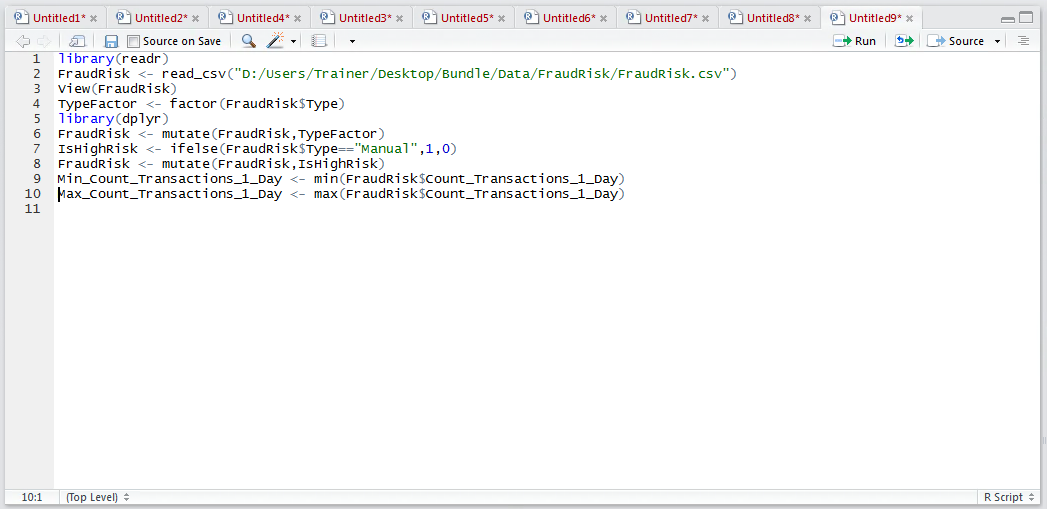 Untitled1* Untitled2* Untitled4* Untitled3* Untitled5* Untitled6* Untitled7* Untitled8* Untitled9*
Source on Save Run Source
1 library(readr)
2 FraudRisk <- read_csv("D:/Users/Trainer/Desktop/Bundle/Data/FraudRisk/FraudRisk.csv")
3 View(FraudRisk)
4 TypeFactor <- factor(FraudRisk$Type)
5 library(dplyr)
6 FraudRisk <- mutate(FraudRisk,TypeFactor)
7 IsHighRisk <- ifelse(FraudRisk$Type=="Manual",1,0)
8 FraudRisk <- mutate(FraudRisk,IsHighRisk)
9 Min_Count_Transactions_1_Day <- min(FraudRisk$Count_Transactions_1_Day)
10 Max_Count_Transactions_1_Day <- max(FraudRisk$Count_Transactions_1_Day)
11
10:1 (Top Level) R Script